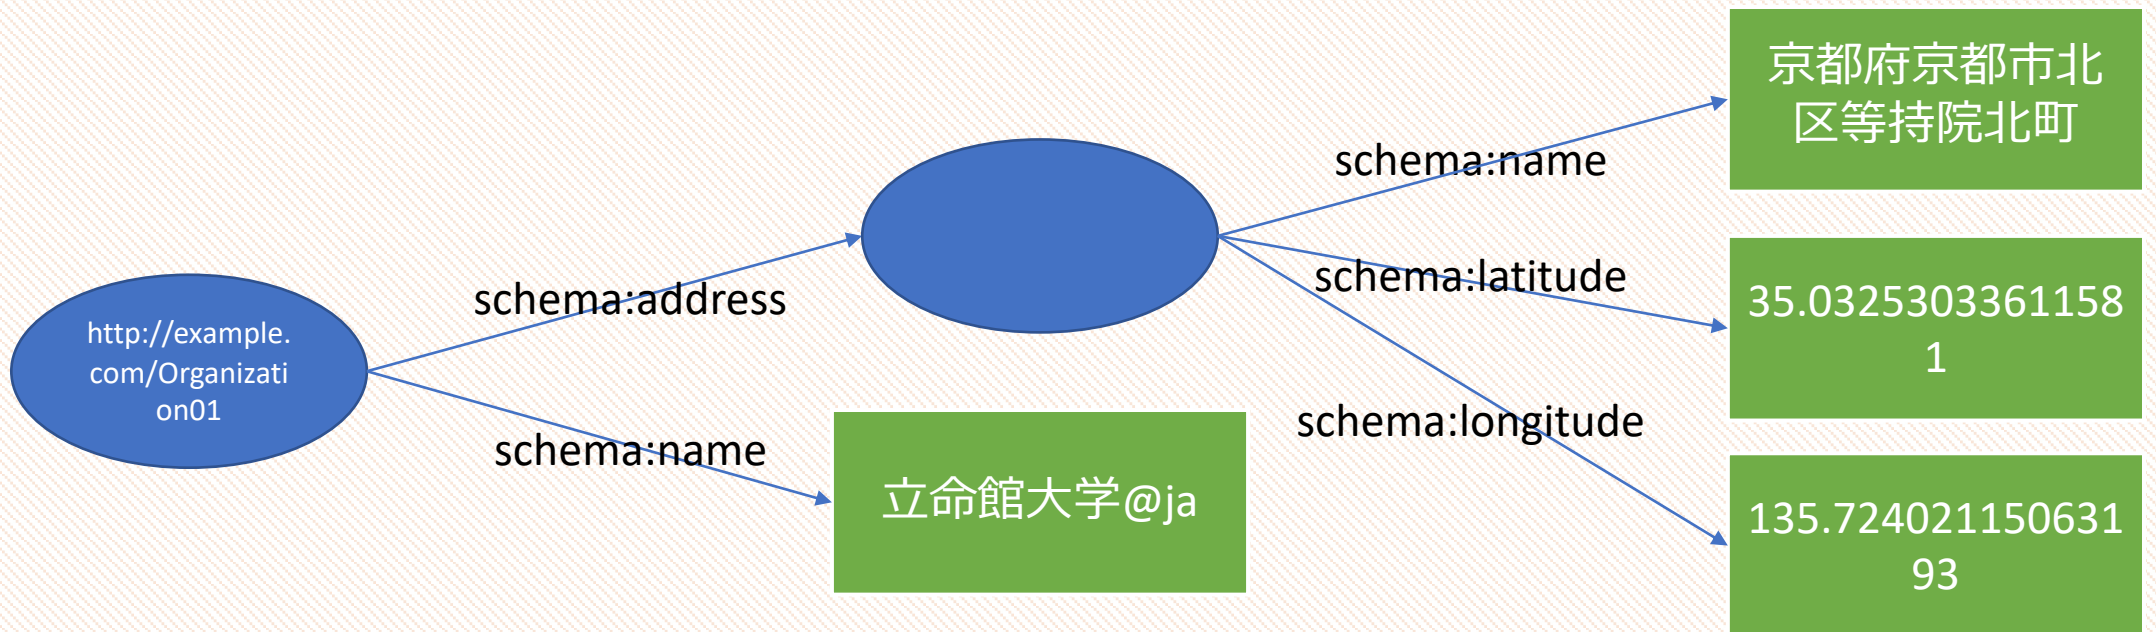 京都府京都市北
区等持院北町
schema:name
schema:latitude
35.0325303361158
1
schema:address
http://example.
com/Organizati
on01
schema:longitude
schema:name
立命館大学@ja
135.724021150631
93